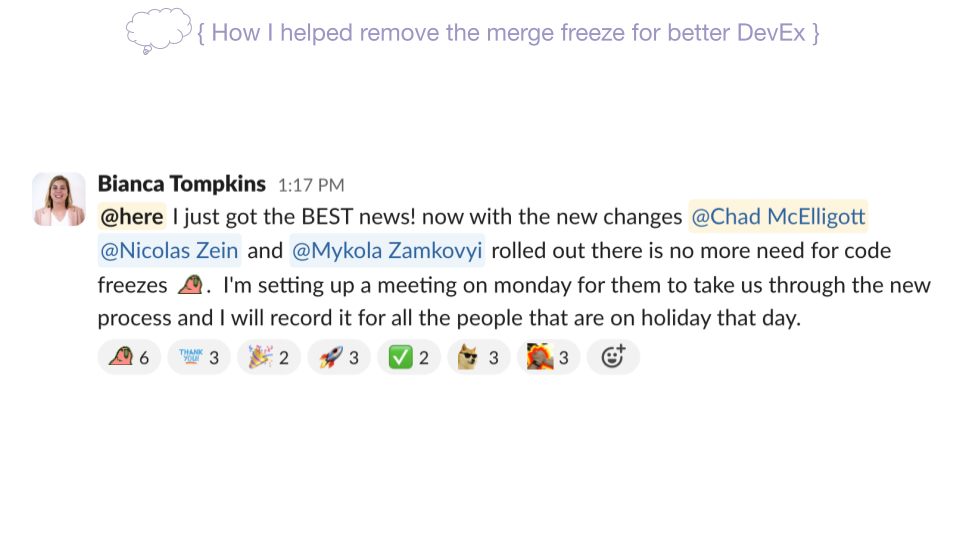 { How I helped remove the merge freeze for better DevEx }
Bianca Tompkins 1:17 PM
@here I just got the BEST news! now with the new changes @Chad McElligott
@Nicolas Zein and @Mykola Zamkovyi rolled out there is no more need for code
freezes . I'm setting up a meeting on monday for them to take us through the new
process and I will record it for all the people that are on holiday that day.
6 THANK YOU! 3 2 3 2 3 3